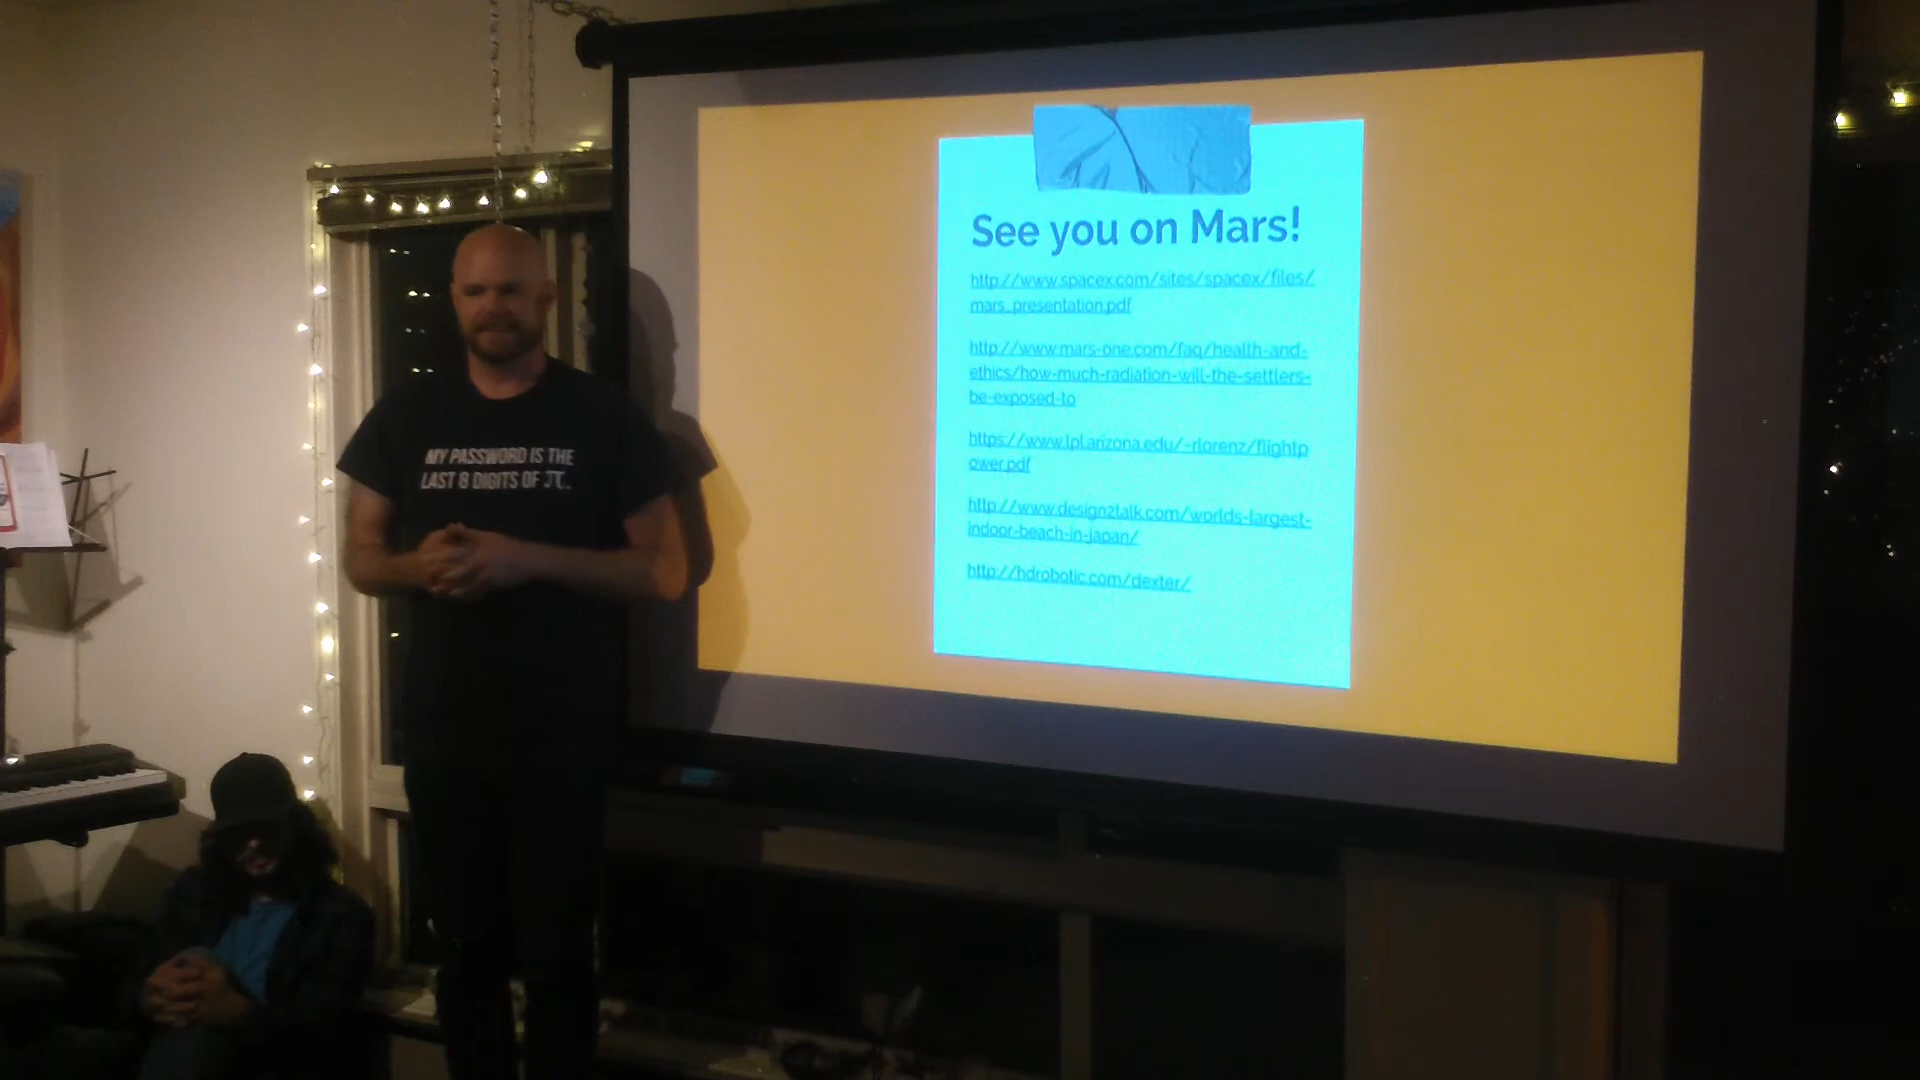 MY PASSWORD IS THE
LAST 8 DIGITS OF π.
See you on Mars!
http://www.spacex.com/sites/spacex/files/
mars_presentation.pdf
http://www.mars-one.com/faq/health-and-
ethics/how-much-radiation-will-the-settlers-
be-exposed-to
https://www.lpl.arizona.edu/~rlorenz/flightp
ower.pdf
http://www.design2talk.com/worlds-largest-
indoor-beach-in-japan/
http://hdrobotic.com/dexter/